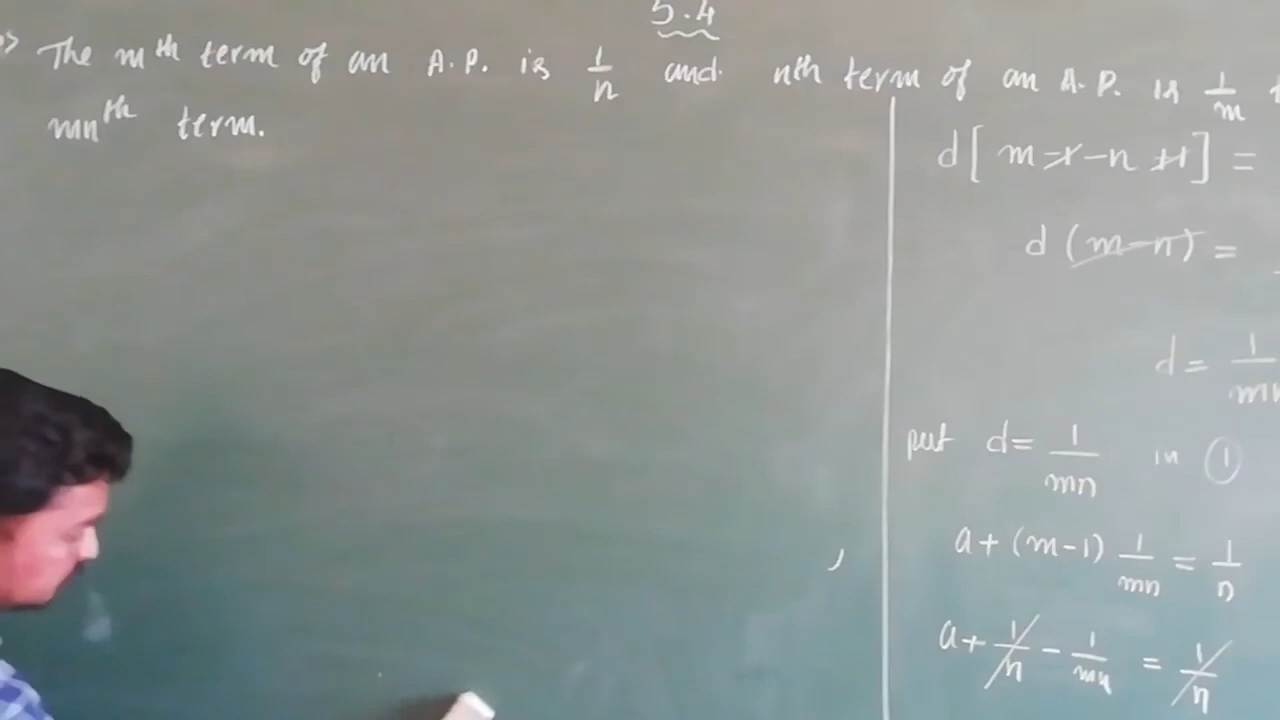 5.4
The mth term of an A.P. is 1/n and nth term of an A.P. is 1/m
mnth term.
d[m-1-n+1] =
d(m-n) =
d = 1/mn
put d= 1/mn in ①
a+(m-1) 1/mn = 1/n
a+ 1/n - 1/mn = 1/n